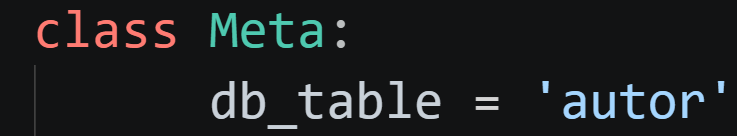 class Meta:
db_table = 'autor'